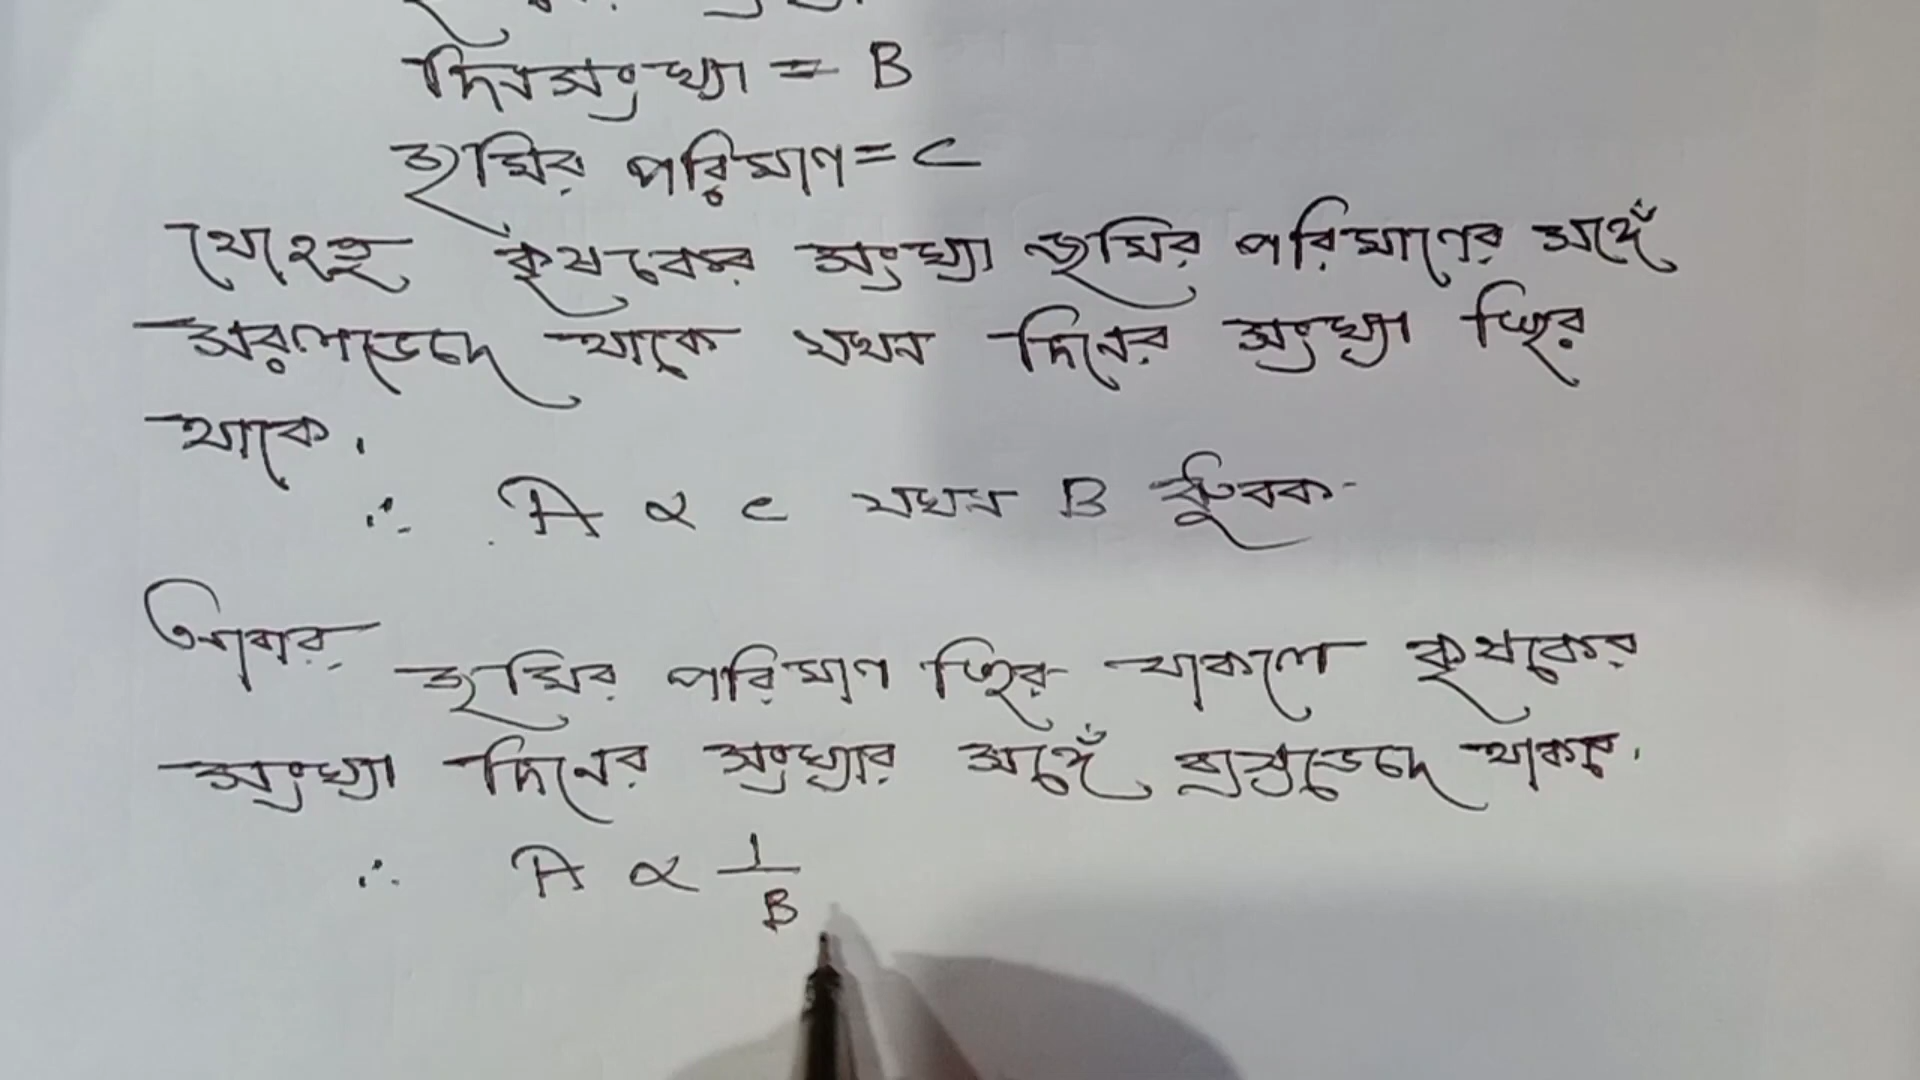 দিনসংখ্যা = B
জমির পরিমাণ = C
যেহেতু কৃষকের সংখ্যা জমির পরিমাণের সঙ্গে
সরলভেদে থাকে যখন দিনের সংখ্যা স্থির
থাকে.
∴ A ∝ C যখন B ধ্রুবক
আবার জমির পরিমাণ স্থির থাকলে কৃষকের
সংখ্যা দিনের সংখ্যার সঙ্গে ব্যস্তভেদে থাকবে.
∴ A ∝ 1/B